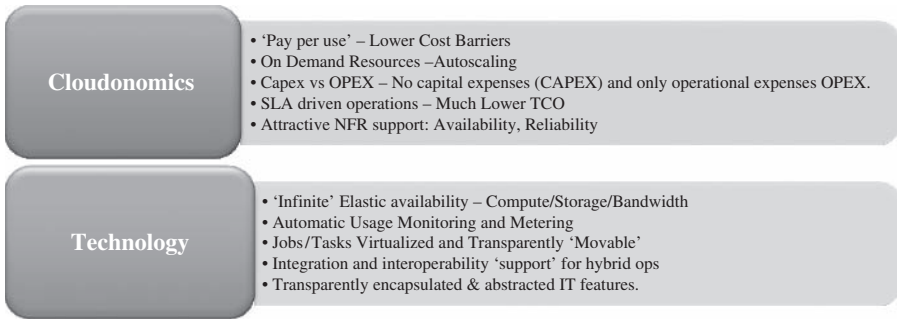 Cloudonomics
• ‘Pay per use’ – Lower Cost Barriers
• On Demand Resources –Autoscaling
• Capex vs OPEX – No capital expenses (CAPEX) and only operational expenses OPEX.
• SLA driven operations – Much Lower TCO
• Attractive NFR support: Availability, Reliability
Technology
• ‘Infinite’ Elastic availability – Compute/Storage/Bandwidth
• Automatic Usage Monitoring and Metering
• Jobs/Tasks Virtualized and Transparently ‘Movable’
• Integration and interoperability ‘support’ for hybrid ops
• Transparently encapsulated & abstracted IT features.